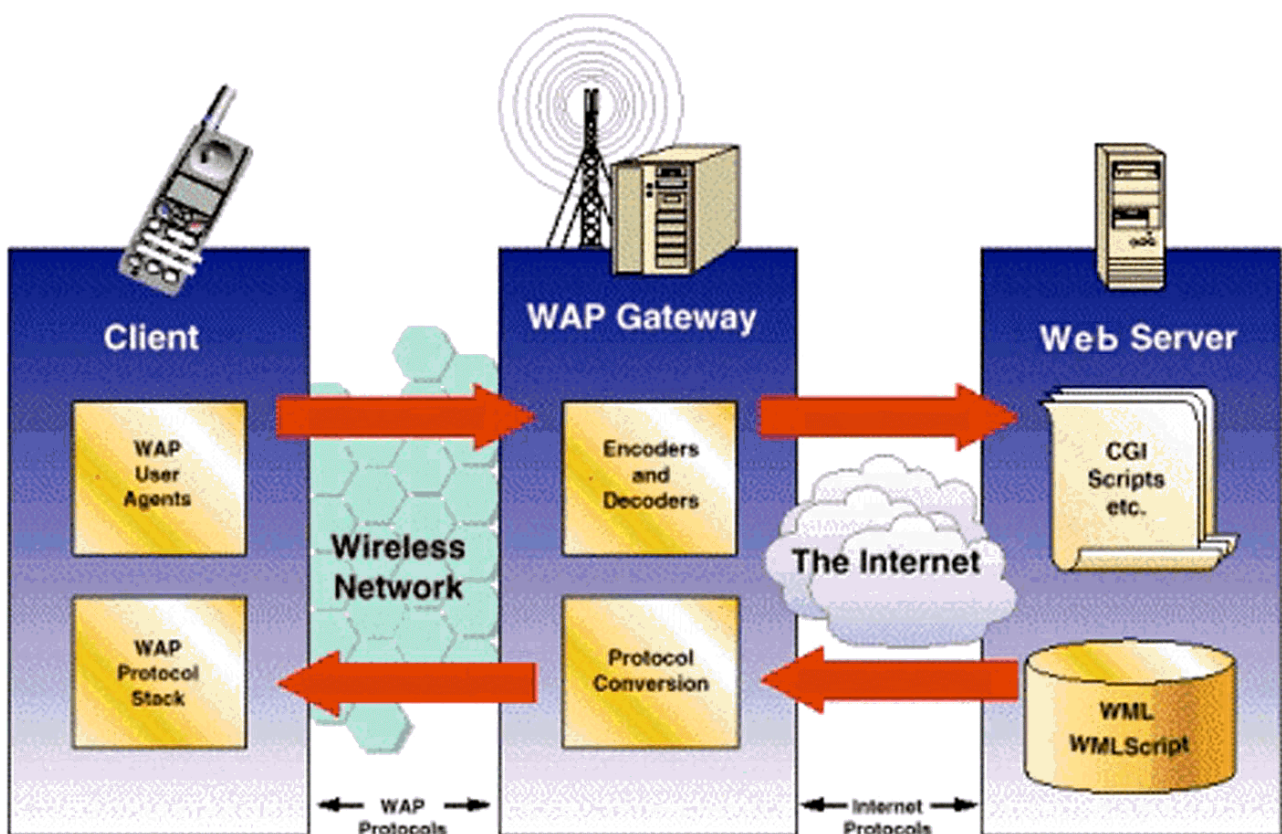 Client
WAP
User
Agents
WAP
Protocol
Stack
Wireless
Network
WAP
Protocols
WAP Gateway
Encoders
and
Decoders
Protocol
Conversion
The Internet
Internet
Protocols
Web Server
CGI
Scripts
etc.
WML
WMLScript